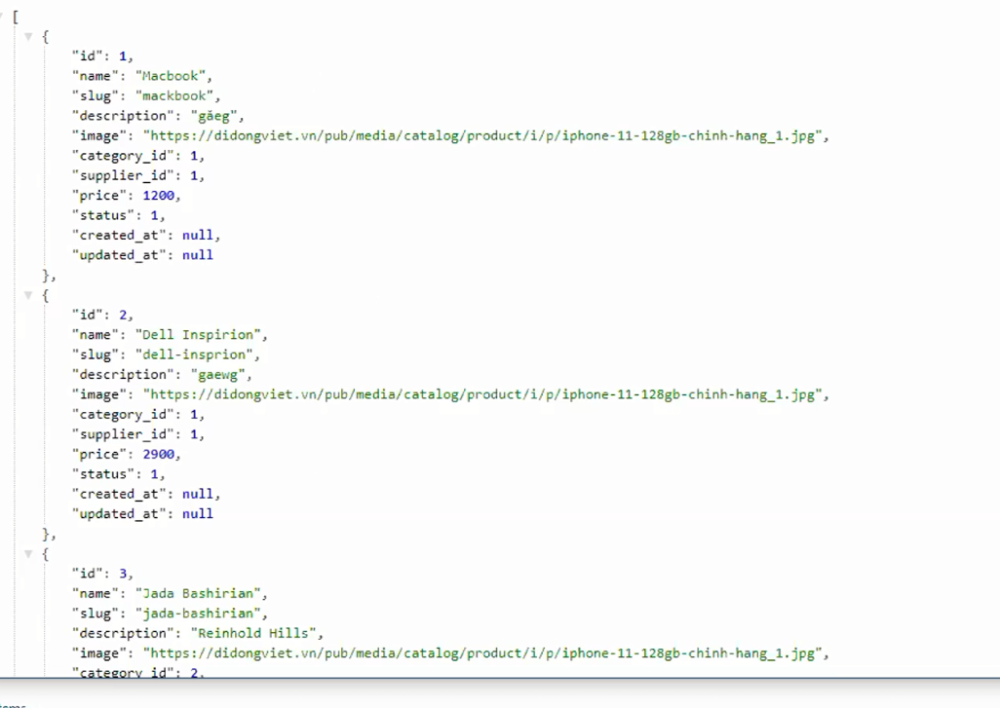 [
{
"id": 1,
"name": "Macbook",
"slug": "mackbook",
"description": "găeg",
"image": "https://didongviet.vn/pub/media/catalog/product/i/p/iphone-11-128gb-chinh-hang_1.jpg",
"category_id": 1,
"supplier_id": 1,
"price": 1200,
"status": 1,
"created_at": null,
"updated_at": null
},
{
"id": 2,
"name": "Dell Inspirion",
"slug": "dell-insprion",
"description": "gaewg",
"image": "https://didongviet.vn/pub/media/catalog/product/i/p/iphone-11-128gb-chinh-hang_1.jpg",
"category_id": 1,
"supplier_id": 1,
"price": 2900,
"status": 1,
"created_at": null,
"updated_at": null
},
{
"id": 3,
"name": "Jada Bashirian",
"slug": "jada-bashirian",
"description": "Reinhold Hills",
"image": "https://didongviet.vn/pub/media/catalog/product/i/p/iphone-11-128gb-chinh-hang_1.jpg",
"category_id": 2,